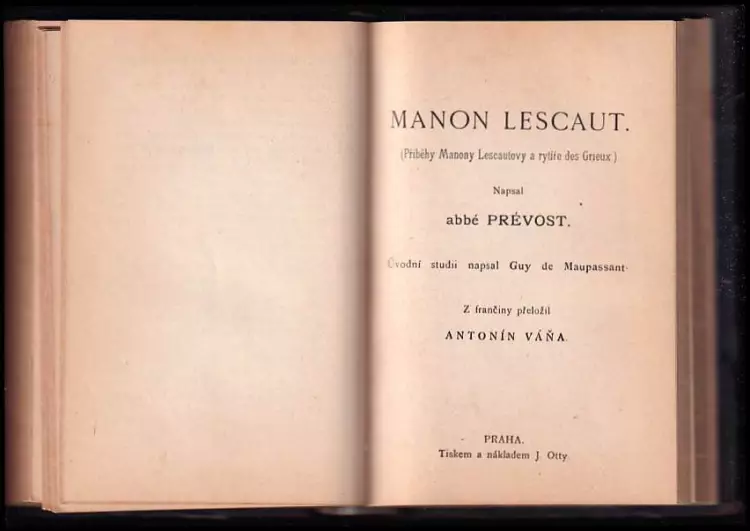 MANON LESCAUT.
(Příběhy Manony Lescautovy a rytíře des Grieux)
Napsal
abbé PRÉVOST.
Úvodní studii napsal Guy de Maupassant
Z frančiny přeložil
ANTONÍN VÁŇA
PRAHA.
Tiskem a nákladem J. Otty